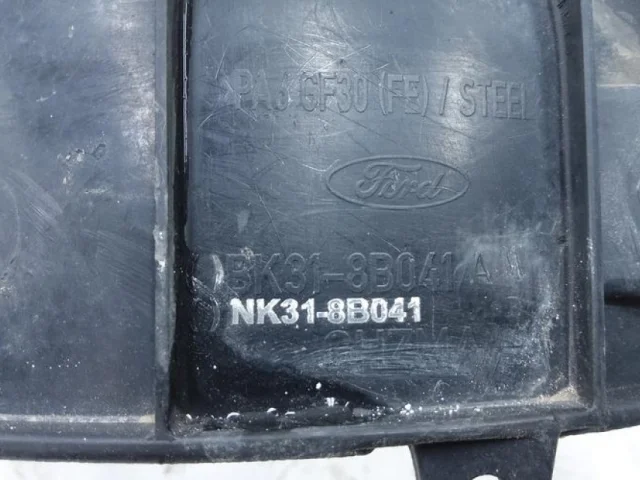 PA6 GF30 (FE) / STEEL
Ford
BK31-8B041-A
NK31-8B041